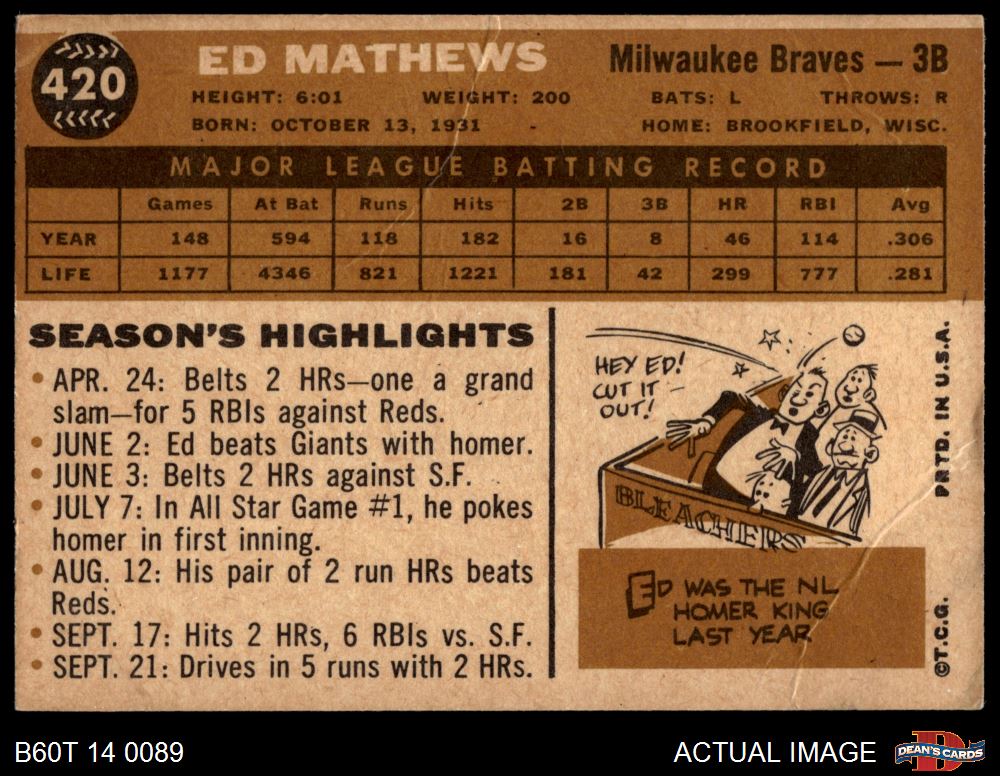 420
ED MATHEWS
Milwaukee Braves — 3B
HEIGHT: 6:01 WEIGHT: 200 BATS: L THROWS: R
BORN: OCTOBER 13, 1931 - HOME: BROOKFIELD, WISC.
MAJOR LEAGUE BATTING RECORD
Games At Bat Runs Hits 2B 3B HR RBI Avg
YEAR 148 594 118 182 16 8 46 114 .306
LIFE 1177 4346 821 1221 181 42 299 777 .281
SEASON'S HIGHLIGHTS
• APR. 24: Belts 2 HRs—one a grand
slam—for 5 RBIs against Reds.
• JUNE 2: Ed beats Giants with homer.
• JUNE 3: Belts 2 HRs against S.F.
• JULY 7: In All Star Game #1, he pokes
homer in first inning.
• AUG. 12: His pair of 2 run HRs beats
Reds.
• SEPT. 17: Hits 2 HRs, 6 RBIs vs. S.F.
• SEPT. 21: Drives in 5 runs with 2 HRs.
HEY ED!
CUT IT
OUT!
BLEACHERS
ED WAS THE NL
HOMER KING
LAST YEAR
©T.C.G. PRTD. IN U.S.A.
B60T 14 0089
ACTUAL IMAGE
DEAN'S CARDS